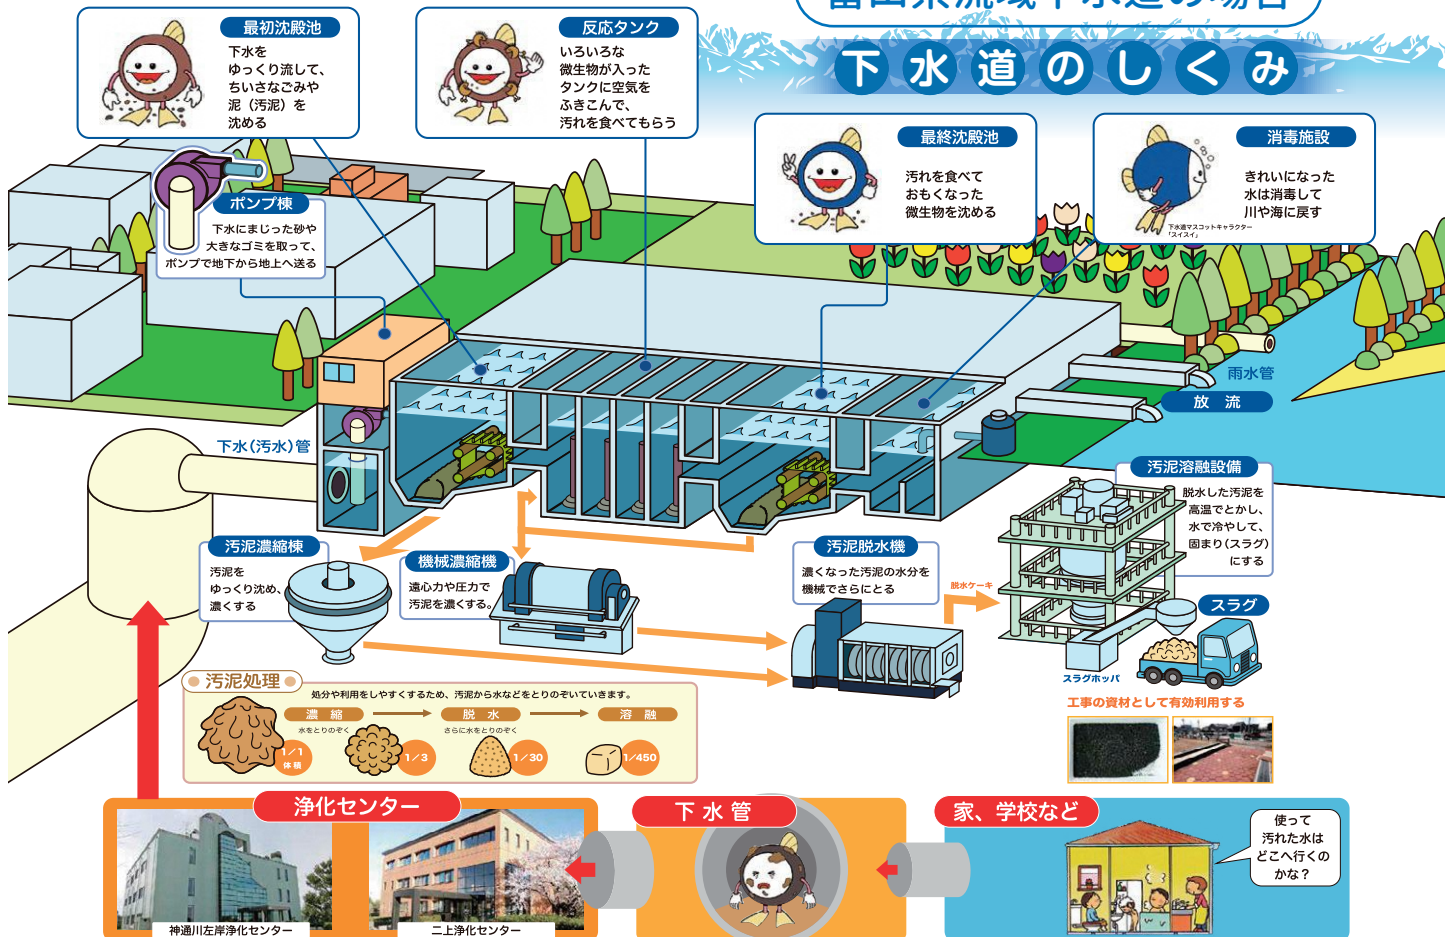 富山県流域下水道の場合
下水道のしくみ
最初沈殿池
下水を
ゆっくり流して、
ちいさなごみや
泥（汚泥）を
沈める
反応タンク
いろいろな
微生物が入った
タンクに空気を
ふきこんで、
汚れを食べてもらう
最終沈殿池
汚れを食べて
おもくなった
微生物を沈める
消毒施設
きれいになった
水は消毒して
川や海に戻す
下水道マスコットキャラクター
「スイスイ」
ポンプ棟
下水にまじった砂や
大きなゴミを取って、
ポンプで地下から地上へ送る
雨水管
放流
下水(汚水)管
汚泥溶融設備
脱水した汚泥を
高温でとかし、
水で冷やして、
固まり(スラグ)
にする
汚泥濃縮棟
汚泥を
ゆっくり沈め、
濃くする
機械濃縮機
遠心力や圧力で
汚泥を濃くする。
汚泥脱水機
濃くなった汚泥の水分を
機械でさらにとる
脱水ケーキ
スラグ
スラグホッパ
工事の資材として有効利用する
汚泥処理
処分や利用をしやすくするため、汚泥から水などをとりのぞいていきます。
濃縮
脱水
溶融
水をとりのぞく
さらに水をとりのぞく
1/1
体積
1/3
1/30
1/450
浄化センター
下水管
家、学校など
使って
汚れた水は
どこへ行くの
かな？
神通川左岸浄化センター
二上浄化センター